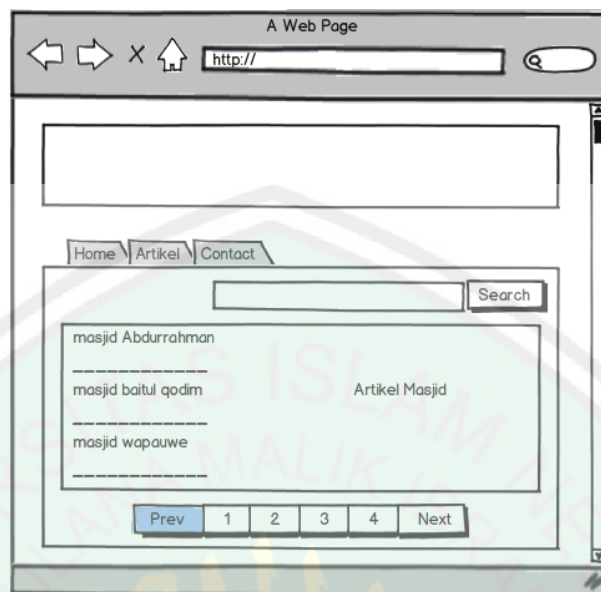 A Web Page
http://
Home Artikel Contact
Search
masjid Abdurrahman
masjid baitul qodim Artikel Masjid
masjid wapauwe
Prev 1 2 3 4 Next